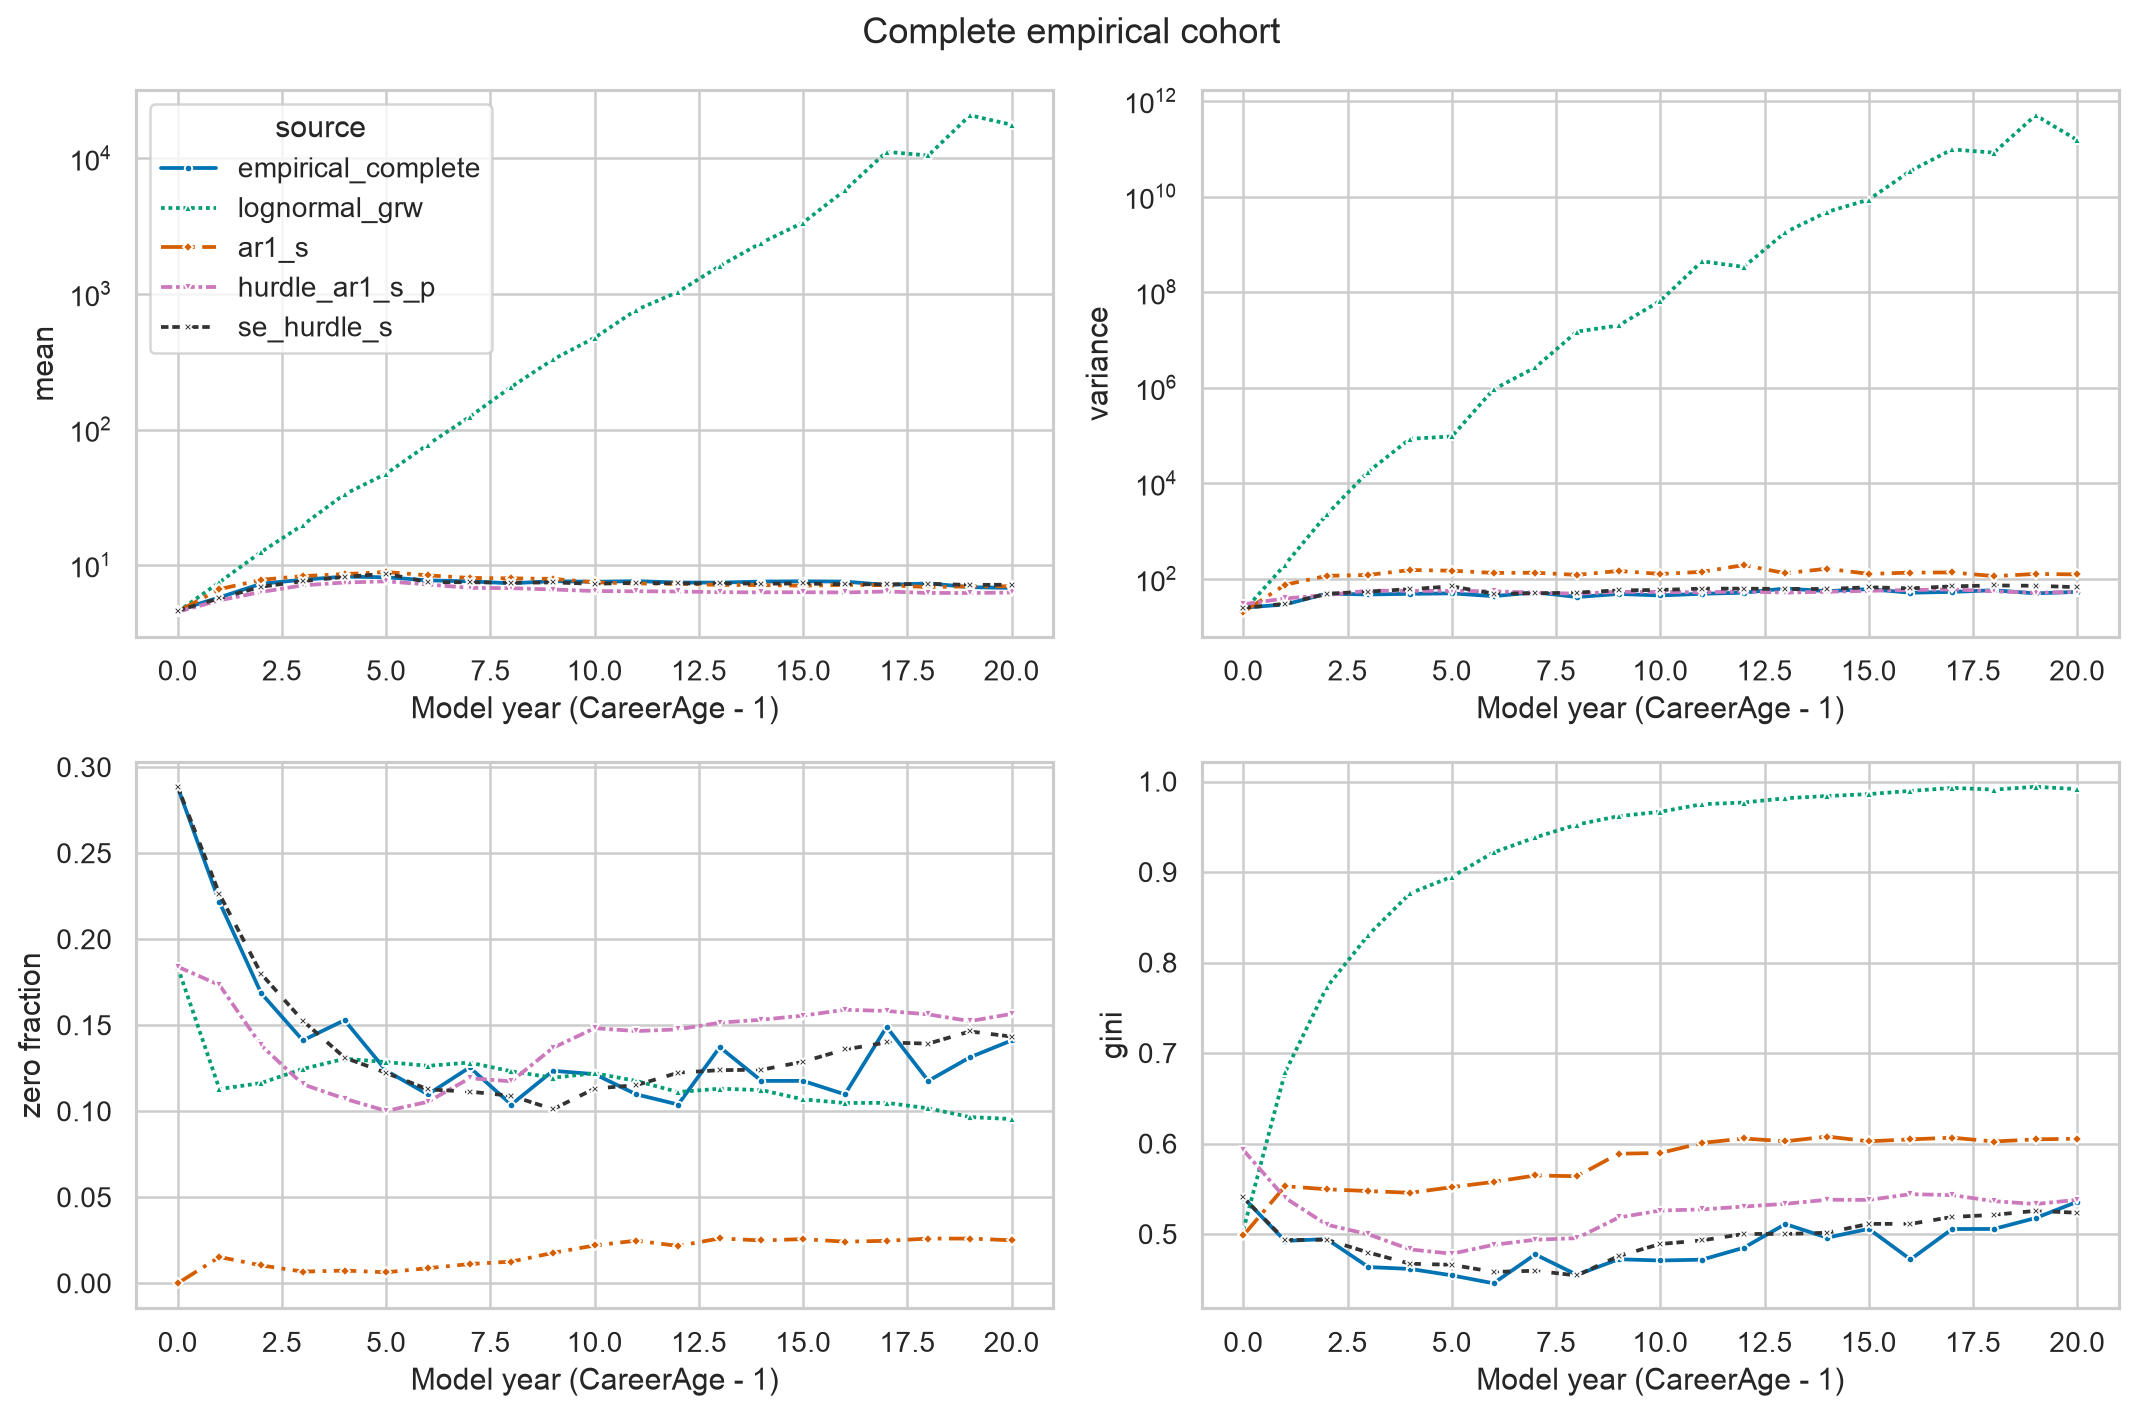 Complete empirical cohort
source
empirical_complete
lognormal_grw
ar1_s
hurdle_ar1_s_p
se_hurdle_s
mean
10^4
10^3
10^2
10^1
0.0 2.5 5.0 7.5 10.0 12.5 15.0 17.5 20.0
Model year (CareerAge - 1)
variance
10^12
10^10
10^8
10^6
10^4
10^2
0.0 2.5 5.0 7.5 10.0 12.5 15.0 17.5 20.0
Model year (CareerAge - 1)
zero fraction
0.30
0.25
0.20
0.15
0.10
0.05
0.00
0.0 2.5 5.0 7.5 10.0 12.5 15.0 17.5 20.0
Model year (CareerAge - 1)
gini
1.0
0.9
0.8
0.7
0.6
0.5
0.0 2.5 5.0 7.5 10.0 12.5 15.0 17.5 20.0
Model year (CareerAge - 1)